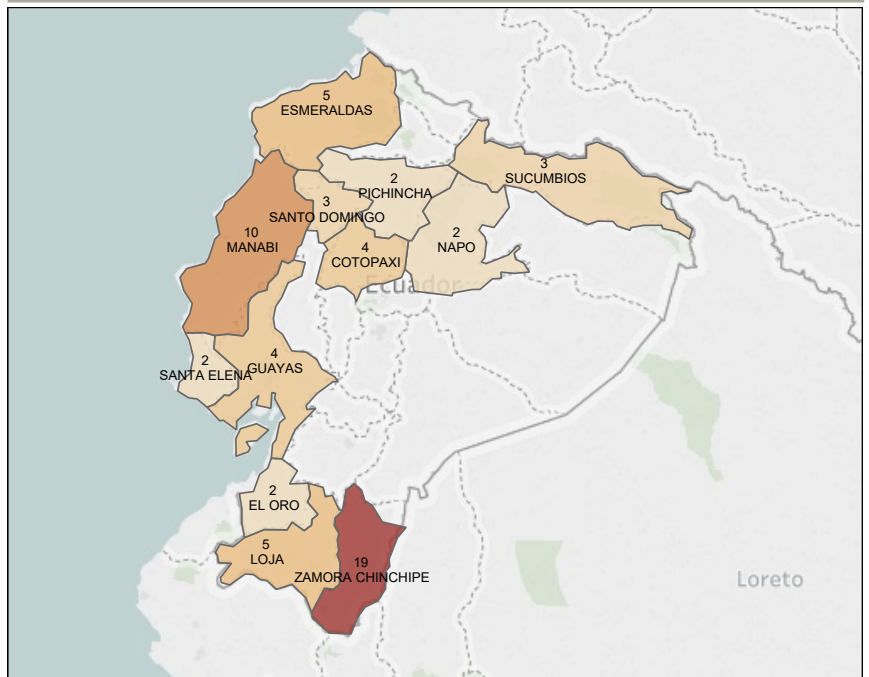 5
ESMERALDAS
3
SUCUMBIOS
2
PICHINCHA
3
SANTO DOMINGO
10
MANABI
2
NAPO
4
COTOPAXI
Ecuador
2
SANTA ELENA
4
GUAYAS
2
EL ORO
5
LOJA
19
ZAMORA CHINCHIPE
Loreto